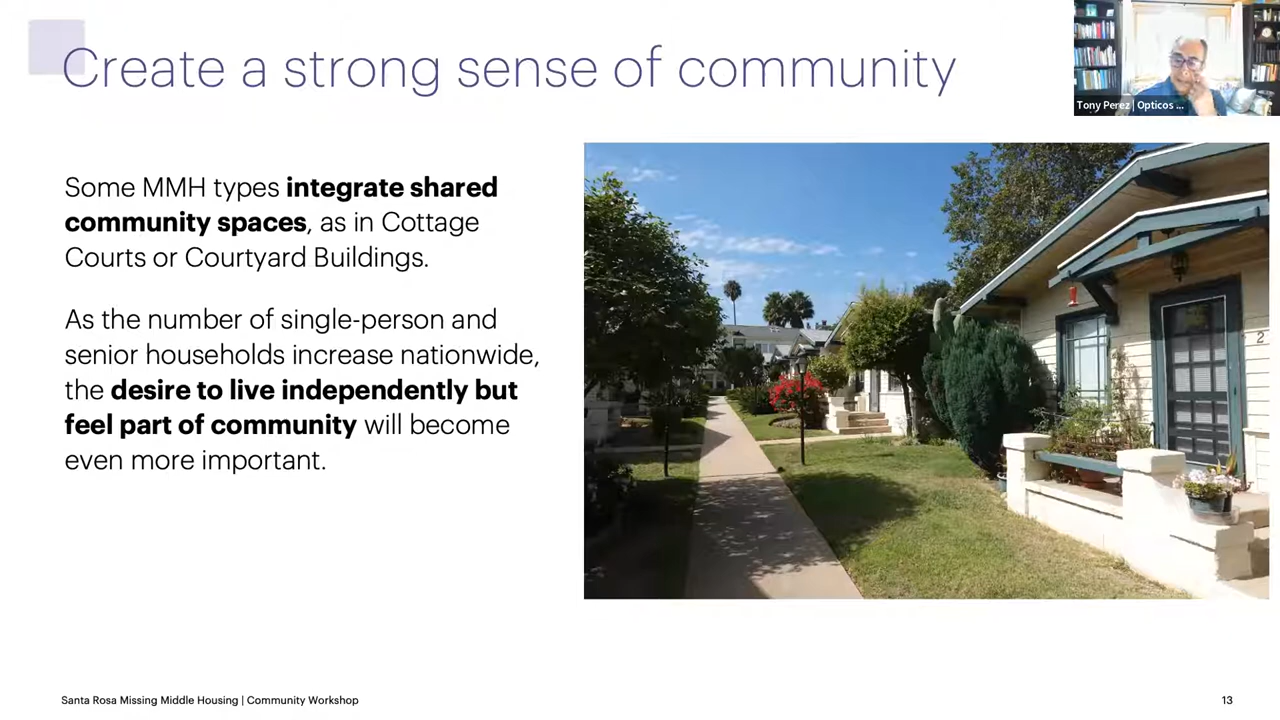 Create a strong sense of community
Tony Perez | Opticos ...
Some MMH types integrate shared
community spaces, as in Cottage
Courts or Courtyard Buildings.
As the number of single-person and
senior households increase nationwide,
the desire to live independently but
feel part of community will become
even more important.
2
Santa Rosa Missing Middle Housing | Community Workshop
13